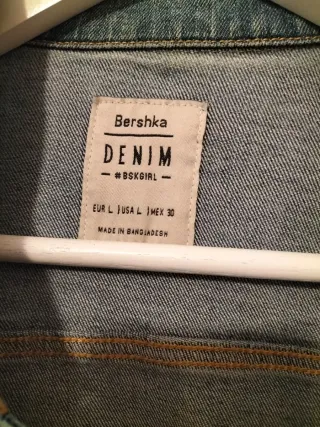 Bershka
DENIM
- #BSKGIRL -
EUR L | USA L | MEX 30
MADE IN BANGLADESH